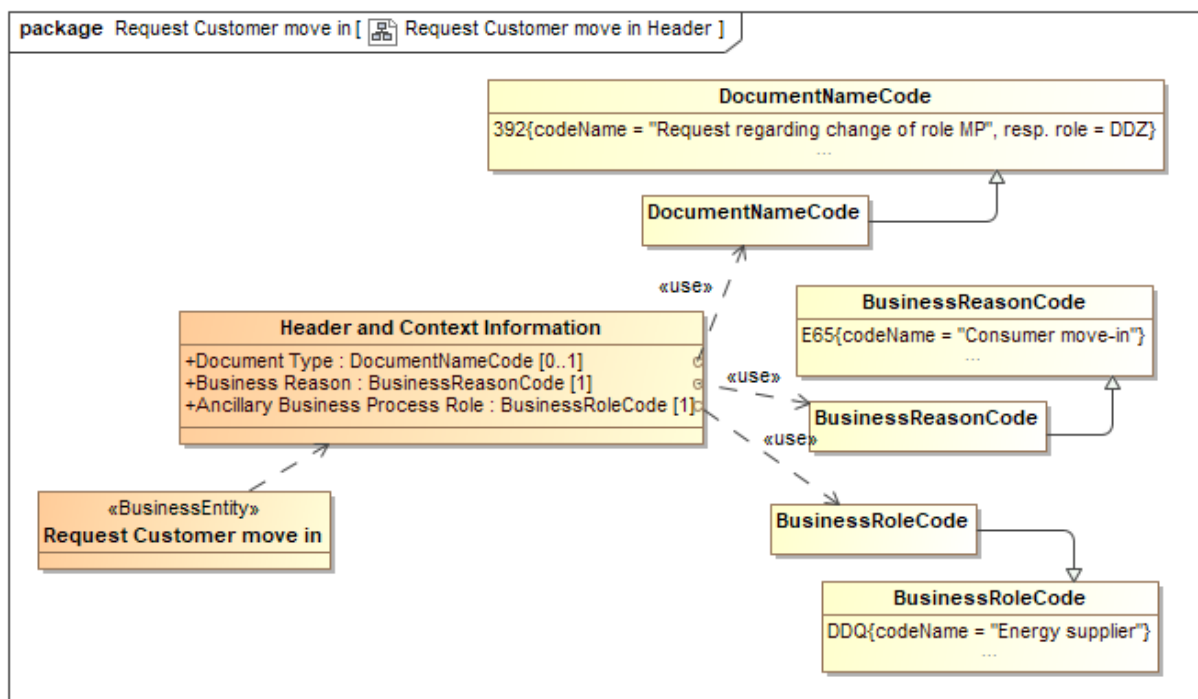 package Request Customer move in [ Request Customer move in Header ]
DocumentNameCode
392{codeName = "Request regarding change of role MP", resp. role = DDZ}
...
DocumentNameCode
«use»
BusinessReasonCode
E65{codeName = "Consumer move-in"}
...
Header and Context Information
+Document Type : DocumentNameCode [0..1]
+Business Reason : BusinessReasonCode [1]
+Ancillary Business Process Role : BusinessRoleCode [1]
«use»
BusinessReasonCode
«use»
«BusinessEntity»
Request Customer move in
BusinessRoleCode
BusinessRoleCode
DDQ{codeName = "Energy supplier"}
...